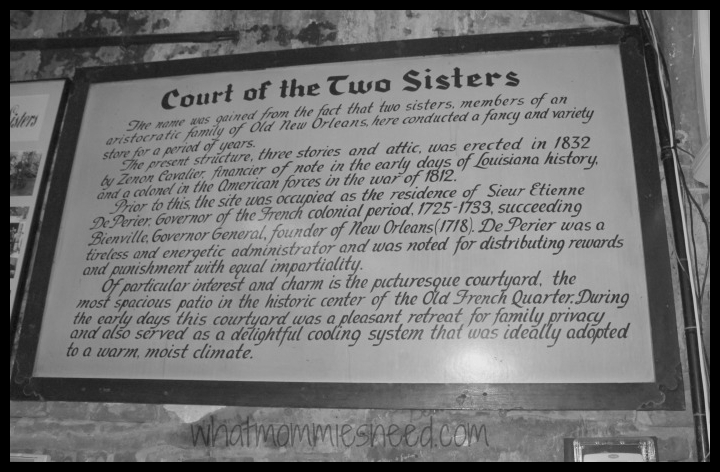 Court of the Two Sisters
The name was gained from the fact that two sisters, members of an
aristocratic family of Old New Orleans, here conducted a fancy and variety
store for a period of years.
The present structure, three stories and attic, was erected in 1832
by Zenon Cavalier, financier of note in the early days of Louisiana history,
and a colonel in the American forces in the war of 1812.
Prior to this, the site was occupied as the residence of Sieur Etienne
De Perier, Governor of the French colonial period, 1725-1733, succeeding
Bienville, Governor General, founder of New Orleans (1718). De Perier was a
tireless and energetic administrator and was noted for distributing rewards
and punishment with equal impartiality.
Of particular interest and charm is the picturesque courtyard, the
most spacious patio in the historic center of the Old French Quarter. During
the early days this courtyard was a pleasant retreat for family privacy
and also served as a delightful cooling system that was ideally adapted
to a warm, moist climate.
whatmommiesneed.com